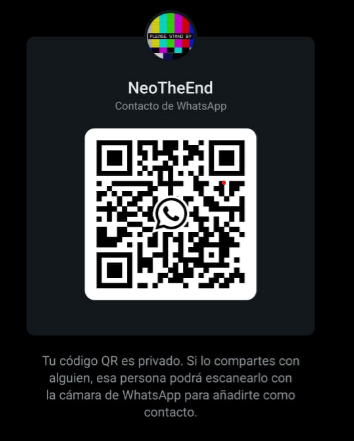 PLEASE STAND BY
NeoTheEnd
Contacto de WhatsApp
Tu código QR es privado. Si lo compartes con
alguien, esa persona podrá escanearlo con
la cámara de WhatsApp para añadirte como
contacto.